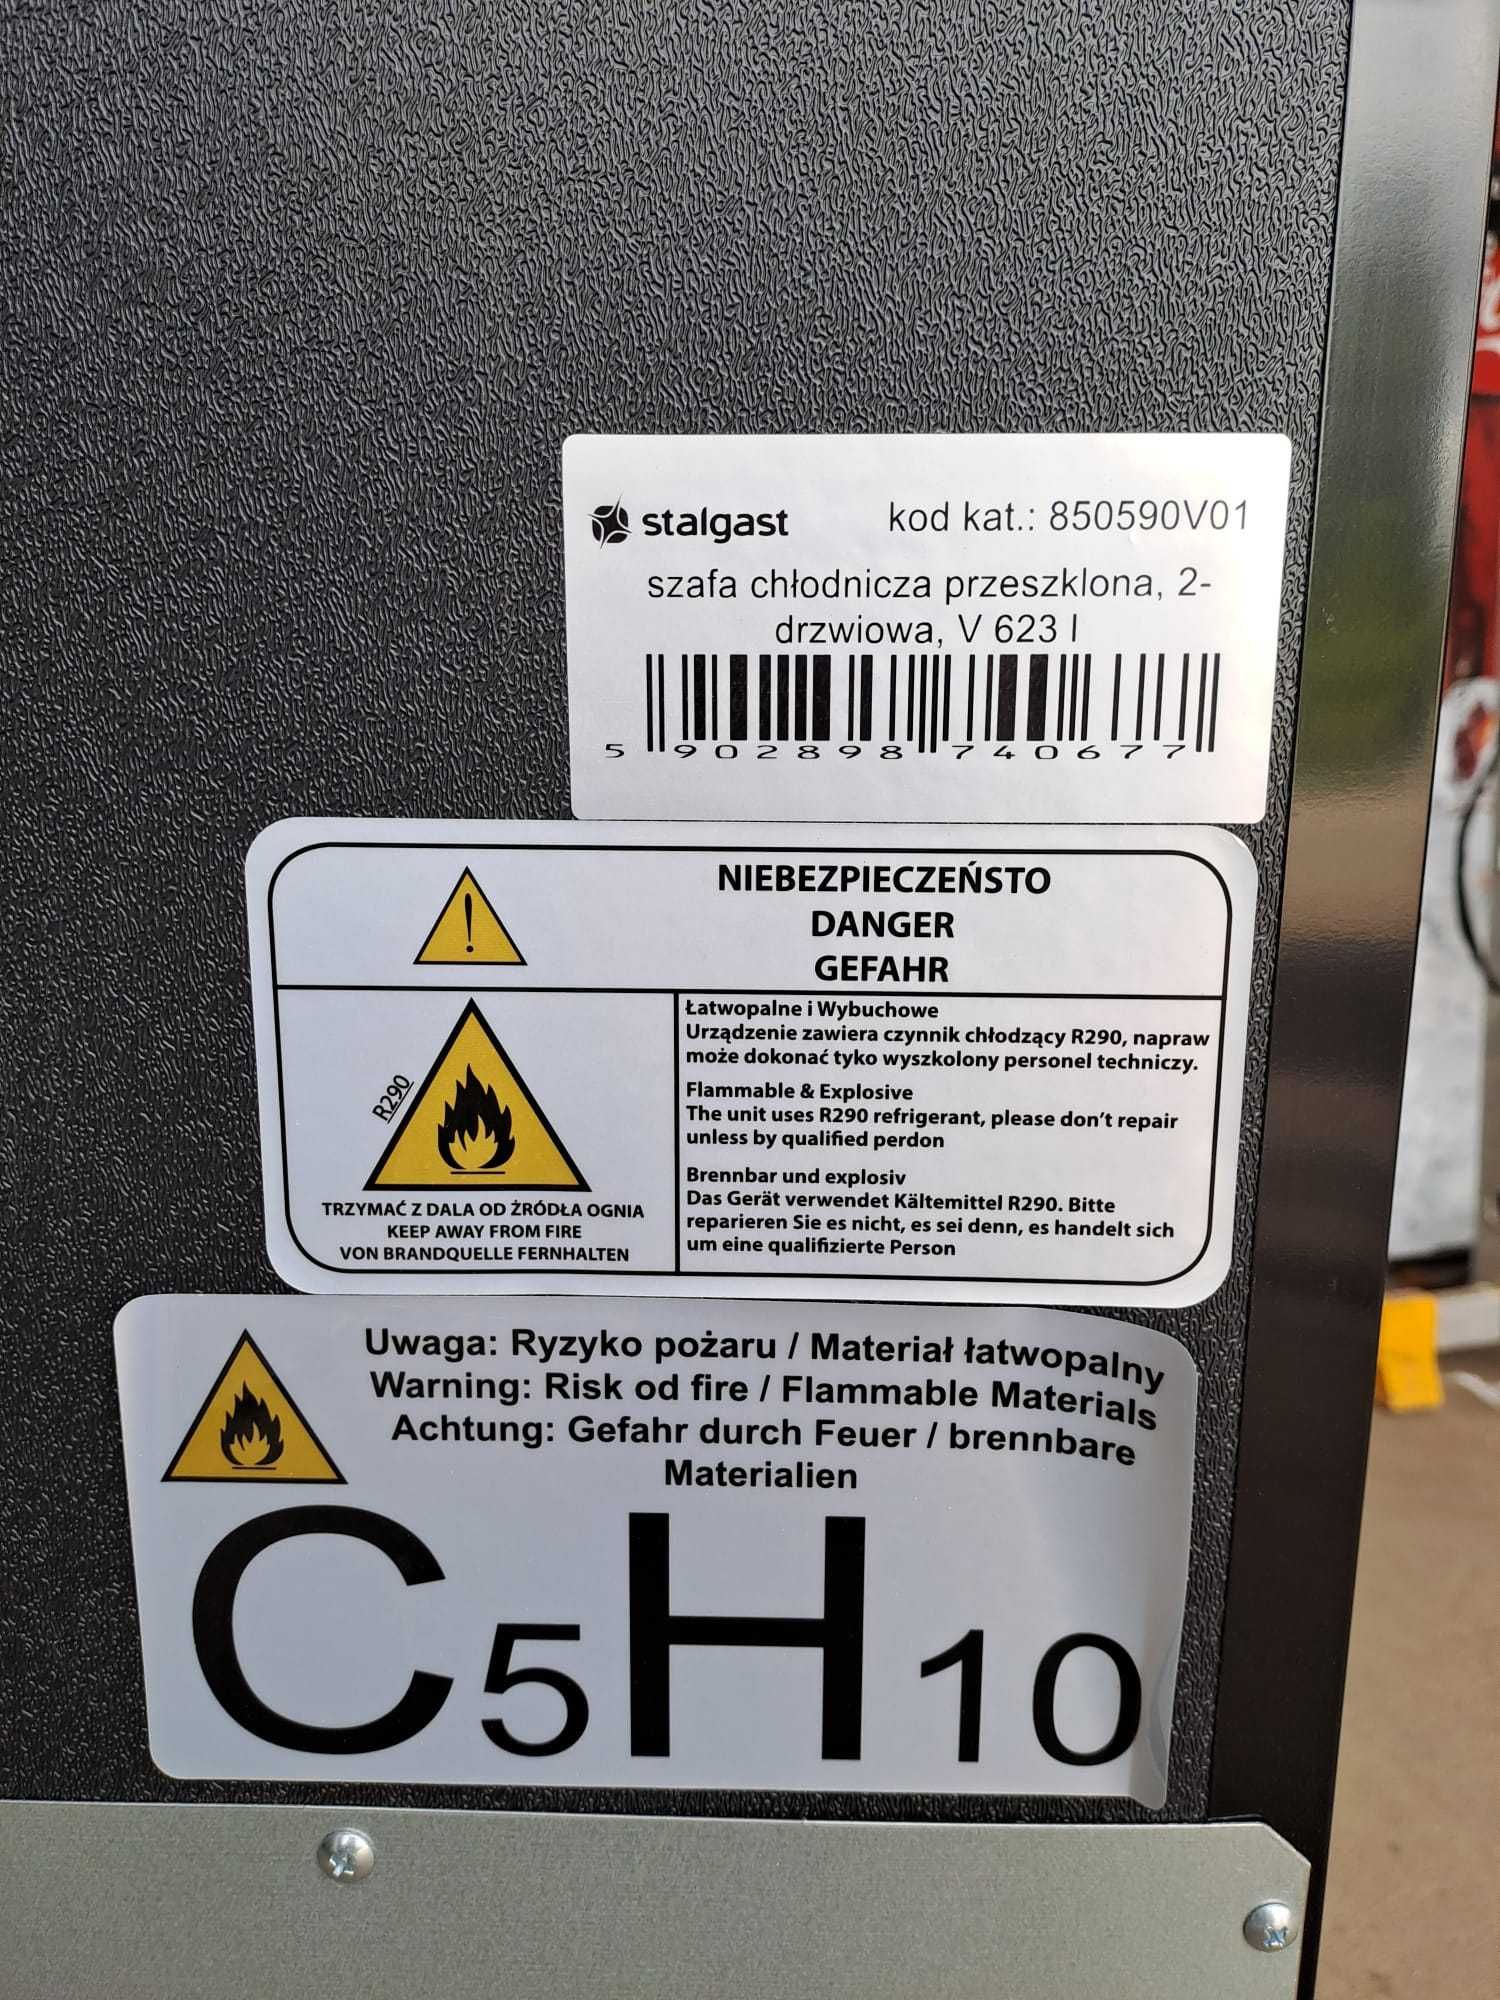 stalgast kod kat.: 850590V01
szafa chłodnicza przeszklona, 2-
drzwiowa, V 623 l
5 902898 740677
NIEBEZPIECZEŃSTO
DANGER
GEFAHR
R290
TRZYMAĆ Z DALA OD ŻRÓDŁA OGNIA
KEEP AWAY FROM FIRE
VON BRANDQUELLE FERNHALTEN
Łatwopalne i Wybuchowe
Urządzenie zawiera czynnik chłodzący R290, napraw
może dokonać tyko wyszkolony personel techniczy.
Flammable & Explosive
The unit uses R290 refrigerant, please don't repair
unless by qualified perdon
Brennbar und explosiv
Das Gerät verwendet Kältemittel R290. Bitte
reparieren Sie es nicht, es sei denn, es handelt sich
um eine qualifizierte Person
Uwaga: Ryzyko pożaru / Materiał łatwopalny
Warning: Risk od fire / Flammable Materials
Achtung: Gefahr durch Feuer / brennbare
Materialien
C5H10